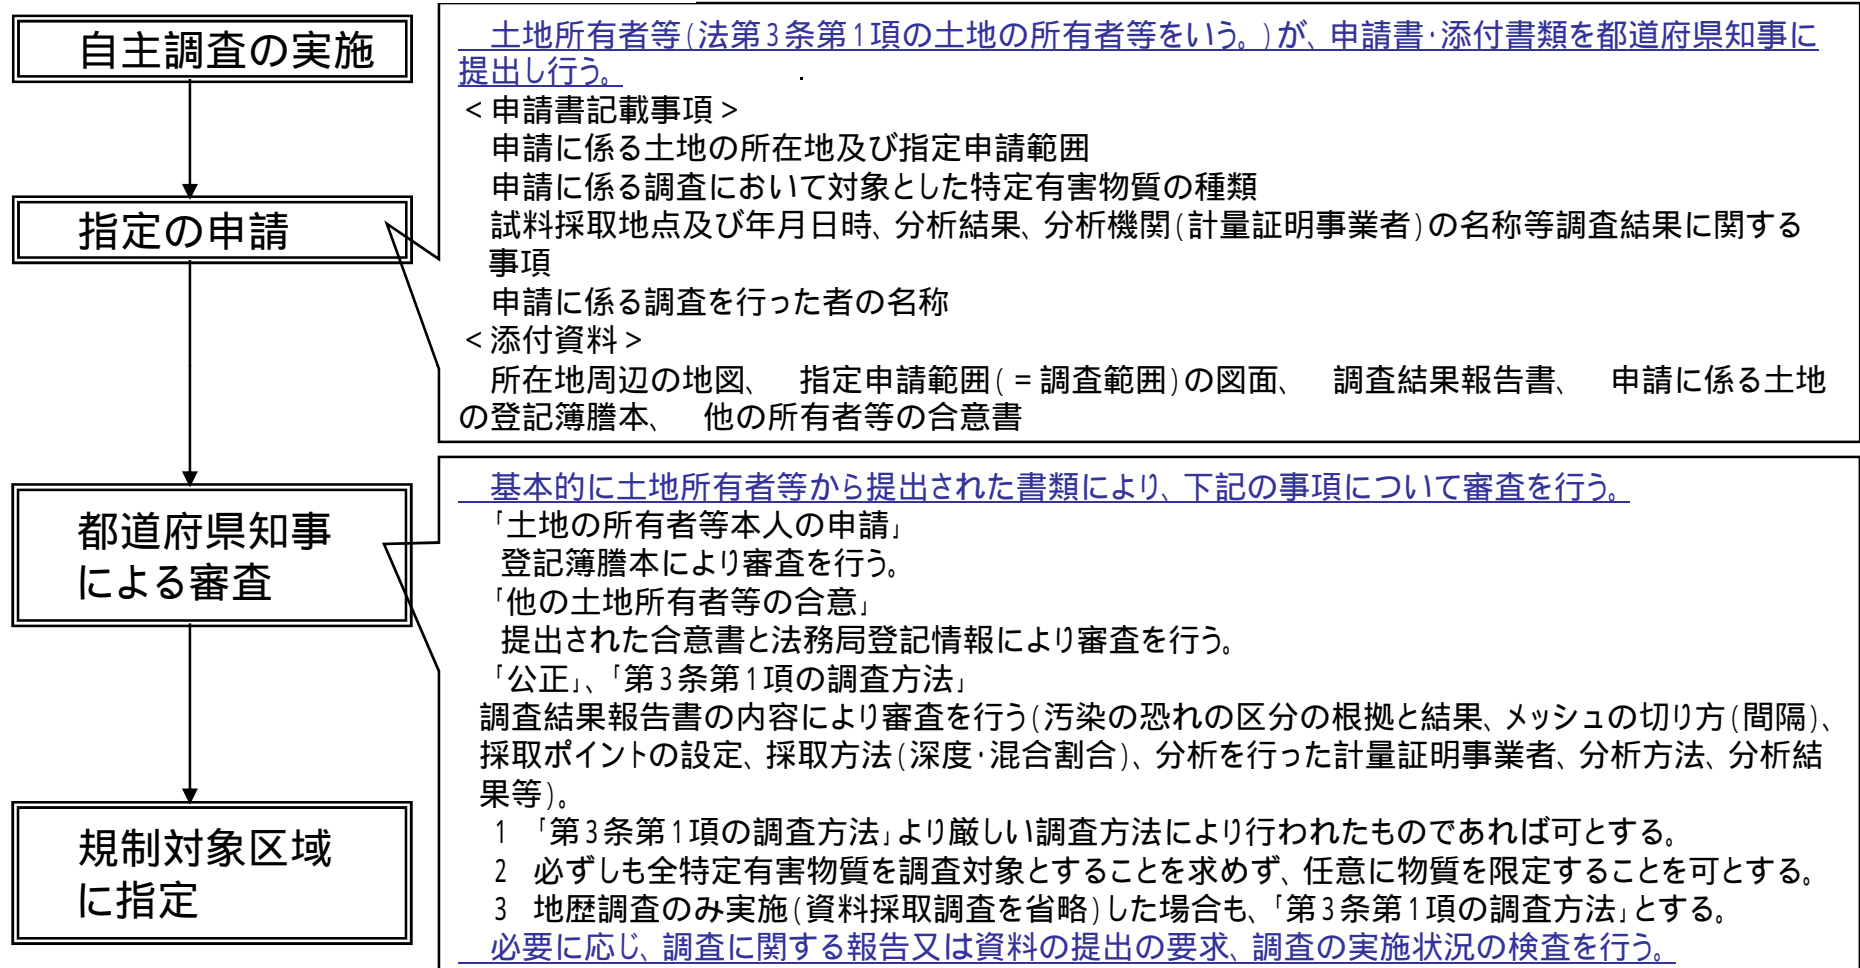 自主調査の実施
指定の申請
都道府県知事
による審査
規制対象区域
に指定
土地所有者等(法第3条第1項の土地の所有者等をいう。)が、申請書・添付書類を都道府県知事に
提出し行う。
<申請書記載事項>
申請に係る土地の所在地及び指定申請範囲
申請に係る調査において対象とした特定有害物質の種類
試料採取地点及び年月日時、分析結果、分析機関(計量証明事業者)の名称等調査結果に関する
事項
申請に係る調査を行った者の名称
<添付資料>
所在地周辺の地図、 指定申請範囲(=調査範囲)の図面、 調査結果報告書、 申請に係る土地
の登記簿謄本、 他の所有者等の合意書
基本的に土地所有者等から提出された書類により、下記の事項について審査を行う。
「土地の所有者等本人の申請」
登記簿謄本により審査を行う。
「他の土地所有者等の合意」
提出された合意書と法務局登記情報により審査を行う。
「公正」、「第3条第1項の調査方法」
調査結果報告書の内容により審査を行う(汚染の恐れの区分の根拠と結果、メッシュの切り方(間隔)、
採取ポイントの設定、採取方法(深度・混合割合)、分析を行った計量証明事業者、分析方法、分析結
果等)。
1 「第3条第1項の調査方法」より厳しい調査方法により行われたものであれば可とする。
2 必ずしも全特定有害物質を調査対象とすることを求めず、任意に物質を限定することを可とする。
3 地歴調査のみ実施(資料採取調査を省略)した場合も、「第3条第1項の調査方法」とする。
必要に応じ、調査に関する報告又は資料の提出の要求、調査の実施状況の検査を行う。